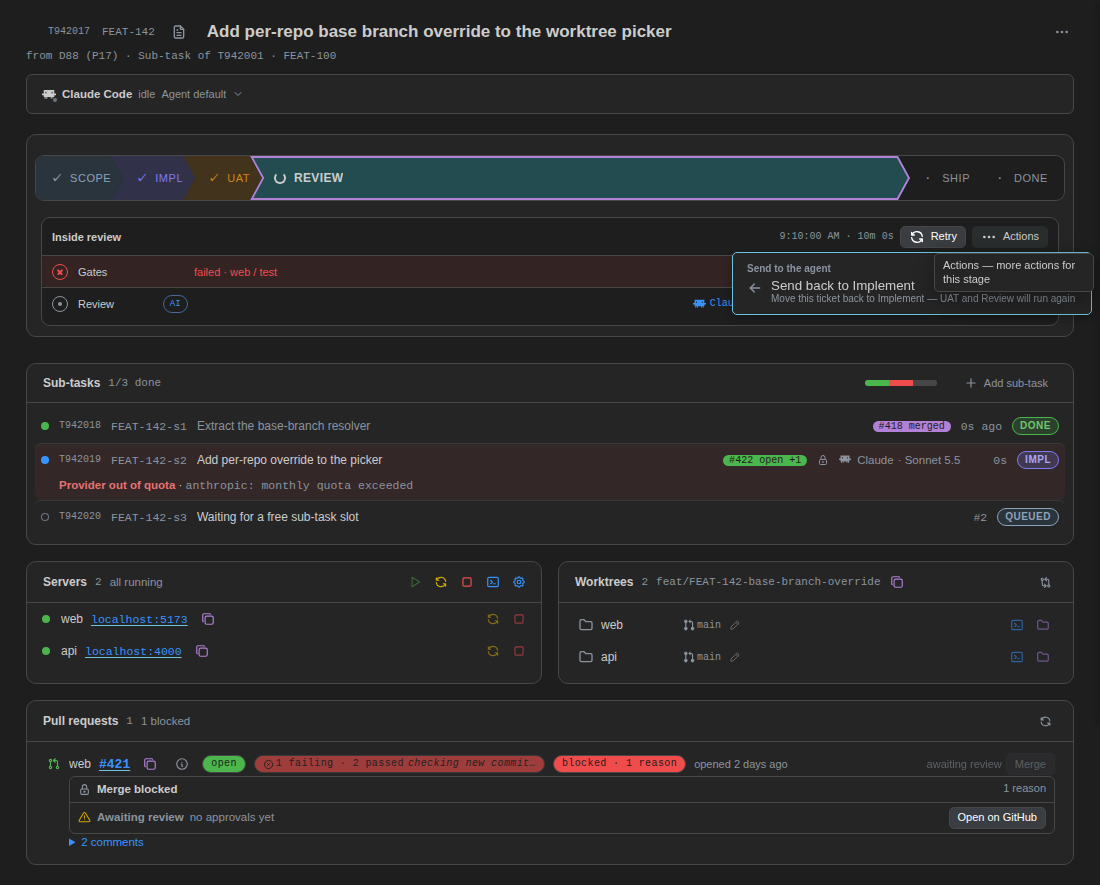 T942017 FEAT-142 Add per-repo base branch override to the worktree picker
from D88 (P17) · Sub-task of T942001 · FEAT-100
Claude Code idle Agent default
✓ SCOPE ✓ IMPL ✓ UAT REVIEW · SHIP · DONE
Inside review 9:10:00 AM · 10m 0s Retry ··· Actions
Gates failed · web / test
Review AI
Send to the agent
Send back to Implement
Move this ticket back to Implement — UAT and Review will run again
Actions — more actions for
this stage
Sub-tasks 1/3 done + Add sub-task
T942018 FEAT-142-s1 Extract the base-branch resolver #418 merged 0s ago DONE
T942019 FEAT-142-s2 Add per-repo override to the picker #422 open +1 Claude · Sonnet 5.5 0s IMPL
Provider out of quota · anthropic: monthly quota exceeded
T942020 FEAT-142-s3 Waiting for a free sub-task slot #2 QUEUED
Servers 2 all running
web localhost:5173
api localhost:4000
Worktrees 2 feat/FEAT-142-base-branch-override
web main
api main
Pull requests 1 1 blocked
web #421 open 1 failing · 2 passed checking new commit… blocked · 1 reason opened 2 days ago awaiting review Merge
Merge blocked 1 reason
Awaiting review no approvals yet Open on GitHub
2 comments